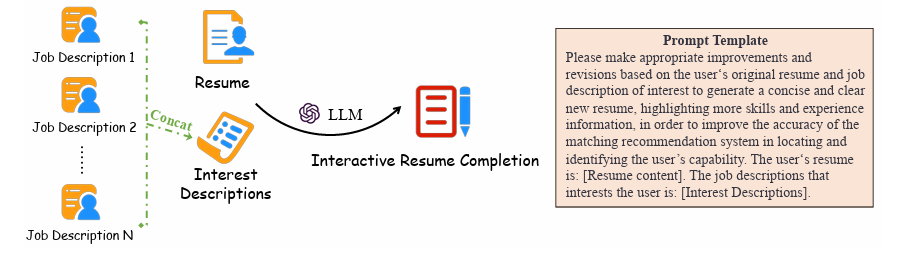 Job Description 1
Job Description 2
Job Description N
Concat
Resume
Interest
Descriptions
LLM
Interactive Resume Completion
Prompt Template
Please make appropriate improvements and
revisions based on the user‘s original resume and job
description of interest to generate a concise and clear
new resume, highlighting more skills and experience
information, in order to improve the accuracy of the
matching recommendation system in locating and
identifying the user’s capability. The user‘s resume
is: [Resume content]. The job descriptions that
interests the user is: [Interest Descriptions].